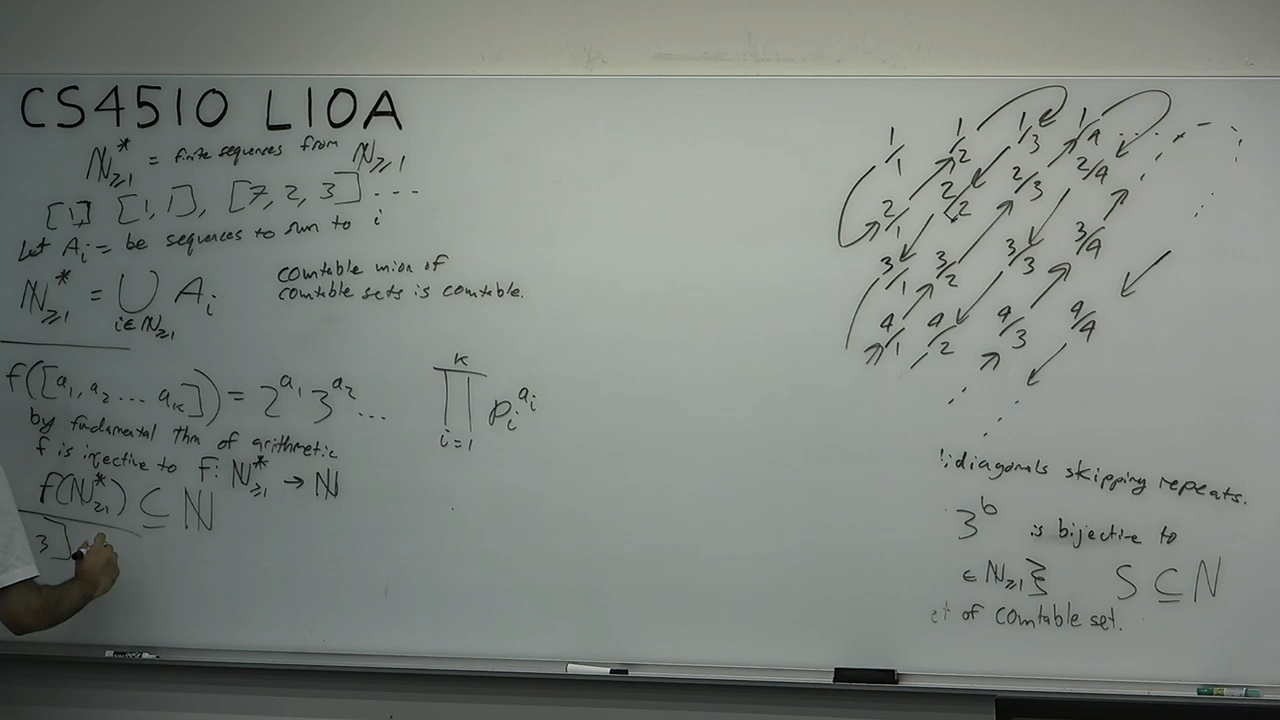 CS4510 L10A
ℕ*≥1 = finite sequences from ℕ≥1
[1] [1,1], [7, 2, 3] ....
Let Aᵢ = be sequences to sum to i
ℕ*≥1 = ⋃ i∈ℕ≥1 Aᵢ
countable union of
countable sets is countable.
f([a₁, a₂ ... aₖ]) = 2^a₁ 3^a₂ ...
k ∏ i=1 pᵢ^aᵢ
by fundamental thm of arithmetic
f is injective to F: ℕ*≥1 → ℕ
f(ℕ*≥1) ⊆ ℕ
3]
1/1 1/2 1/3 1/4 ...
2/1 2/2 2/3 2/4
3/1 3/2 3/3 3/4
4/1 4/2 4/3 4/4
diagonals skipping repeats.
3^b is bijective to
∈ ℕ≥1} S ⊆ ℕ
of countable set.